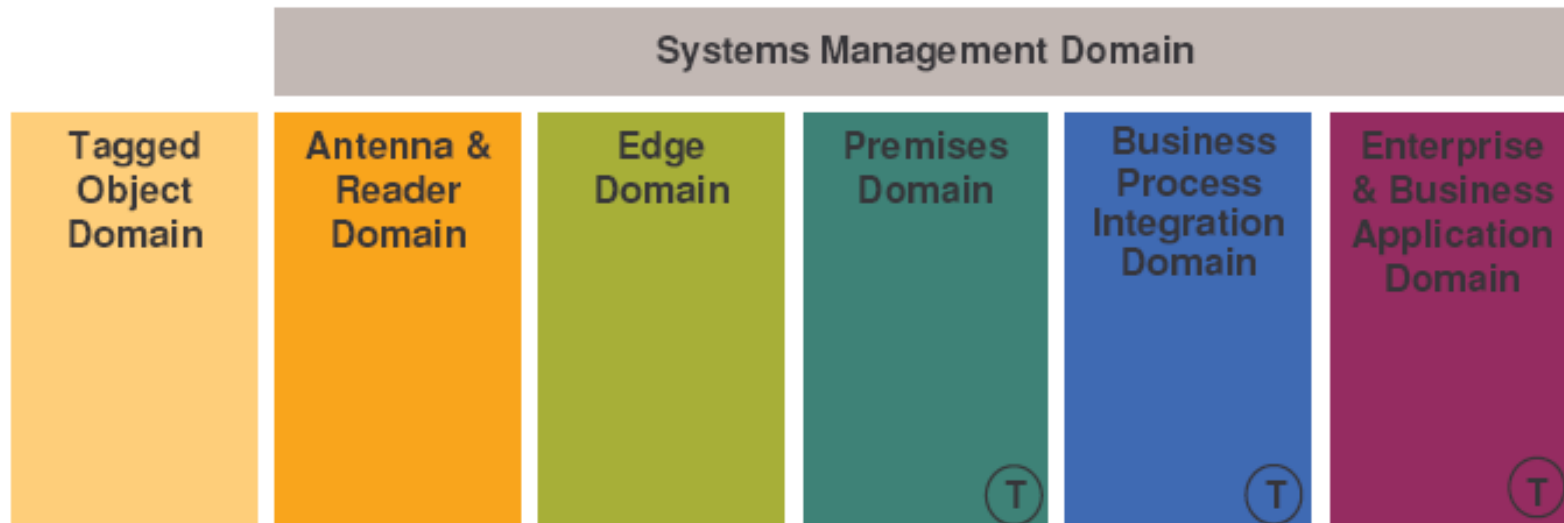 Systems Management Domain
Tagged
Object
Domain
Antenna &
Reader
Domain
Edge
Domain
Premises
Domain
Business
Process
Integration
Domain
Enterprise
& Business
Application
Domain
T
T
T